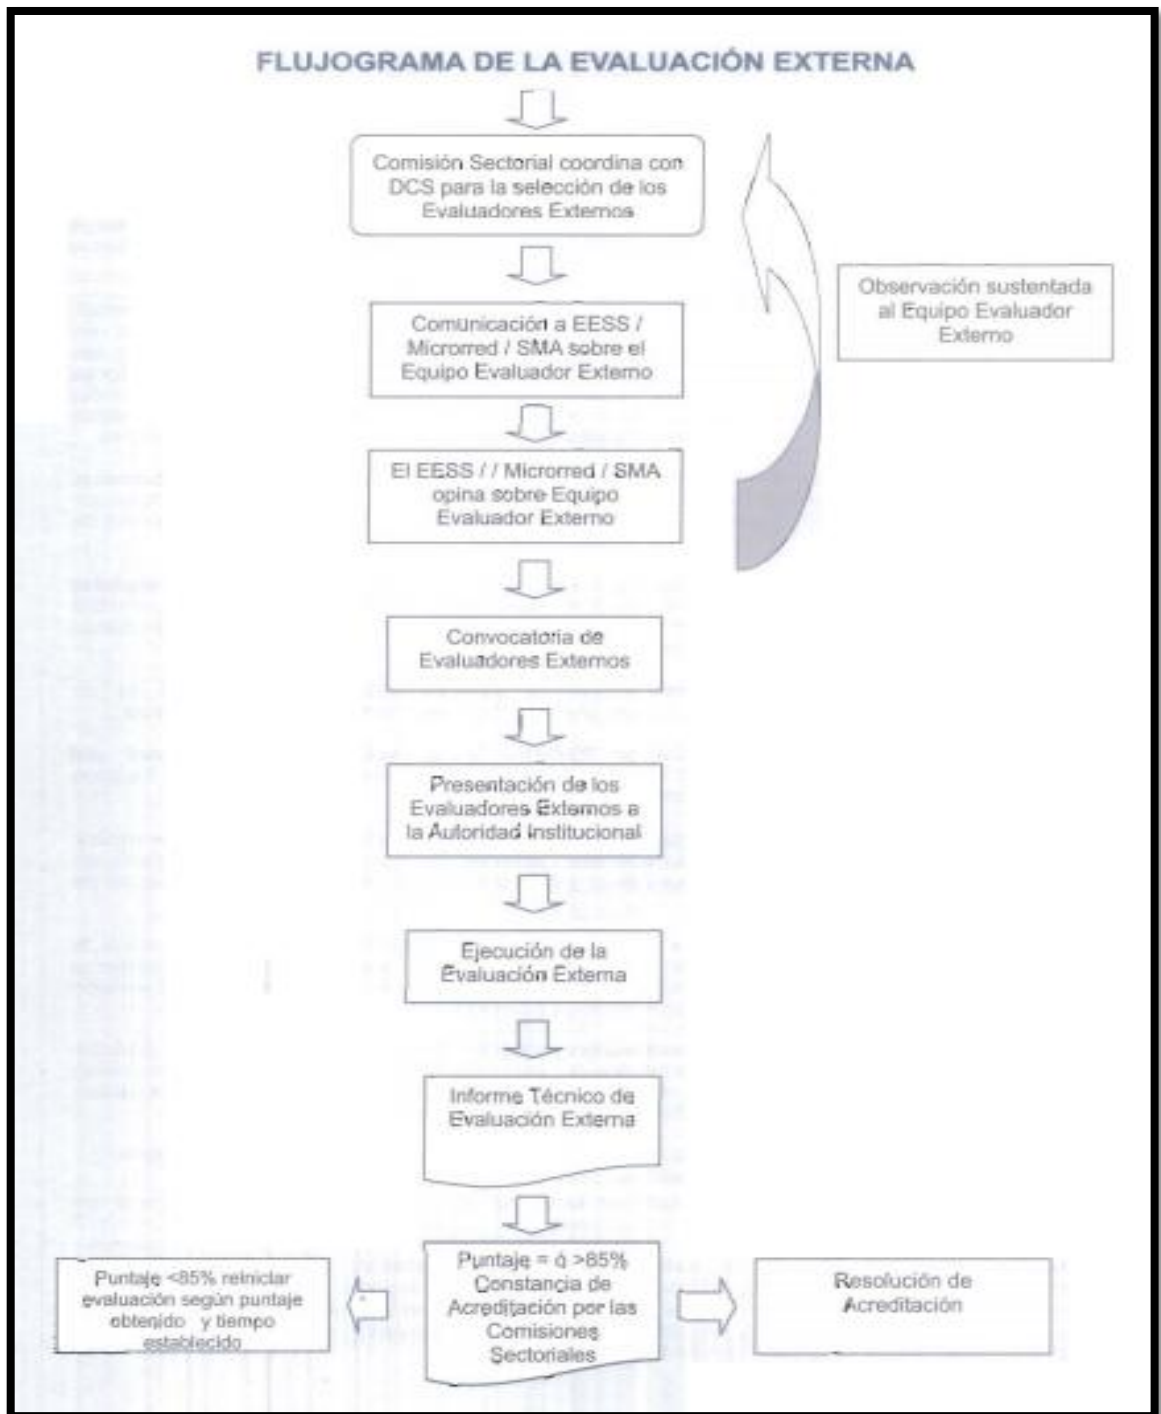 FLUJOGRAMA DE LA EVALUACIÓN EXTERNA
Comisión Sectorial coordina con
DCS para la selección de los
Evaluadores Externos
Comunicación a EESS /
Microrred / SMA sobre el
Equipo Evaluador Externo
Observación sustentada
al Equipo Evaluador
Externo
El EESS / / Microrred / SMA
opina sobre Equipo
Evaluador Externo
Convocatoria de
Evaluadores Externos
Presentación de los
Evaluadores Externos a
la Autoridad Institucional
Ejecución de la
Evaluación Externa
Informe Técnico de
Evaluación Externa
Puntaje <85% reiniciar
evaluación según puntaje
obtenido y tiempo
establecido
Puntaje = ó >85%
Constancia de
Acreditación por las
Comisiones
Sectoriales
Resolución de
Acreditación